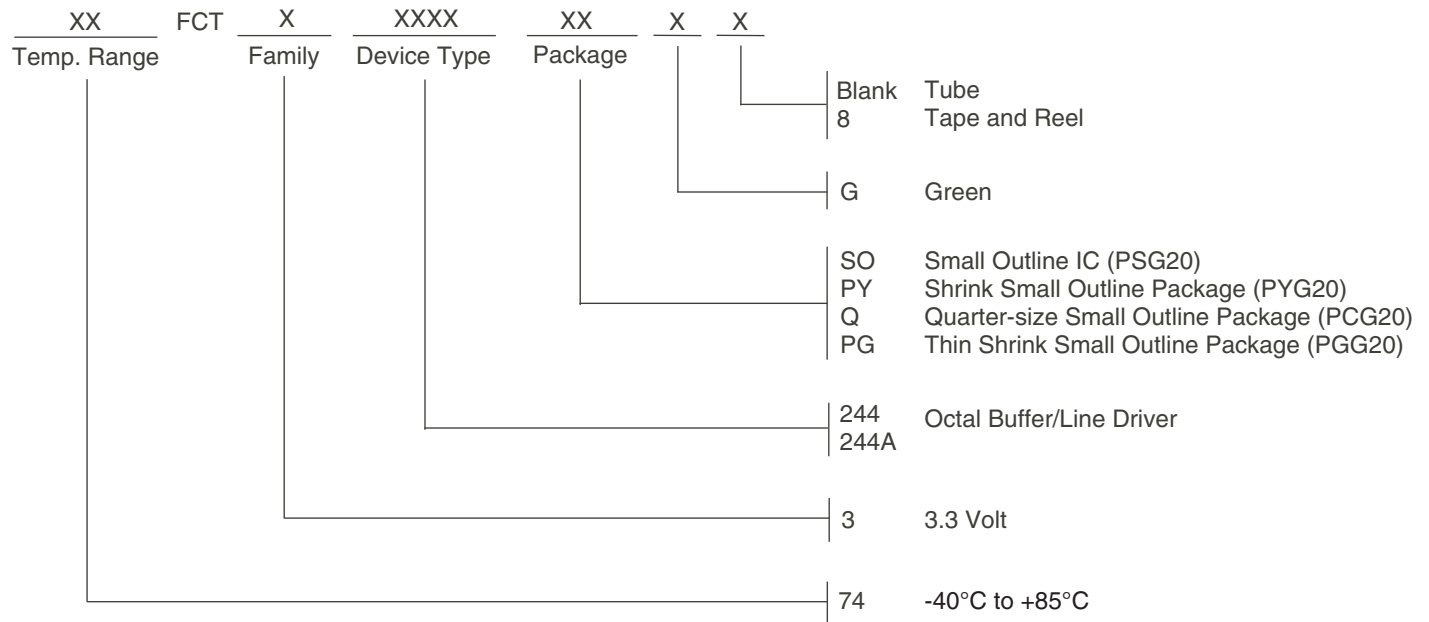 XX FCT X XXXX XX X X
Temp. Range Family Device Type Package
Blank Tube
8 Tape and Reel
G Green
SO Small Outline IC (PSG20)
PY Shrink Small Outline Package (PYG20)
Q Quarter-size Small Outline Package (PCG20)
PG Thin Shrink Small Outline Package (PGG20)
244 Octal Buffer/Line Driver
244A
3 3.3 Volt
74 -40°C to +85°C